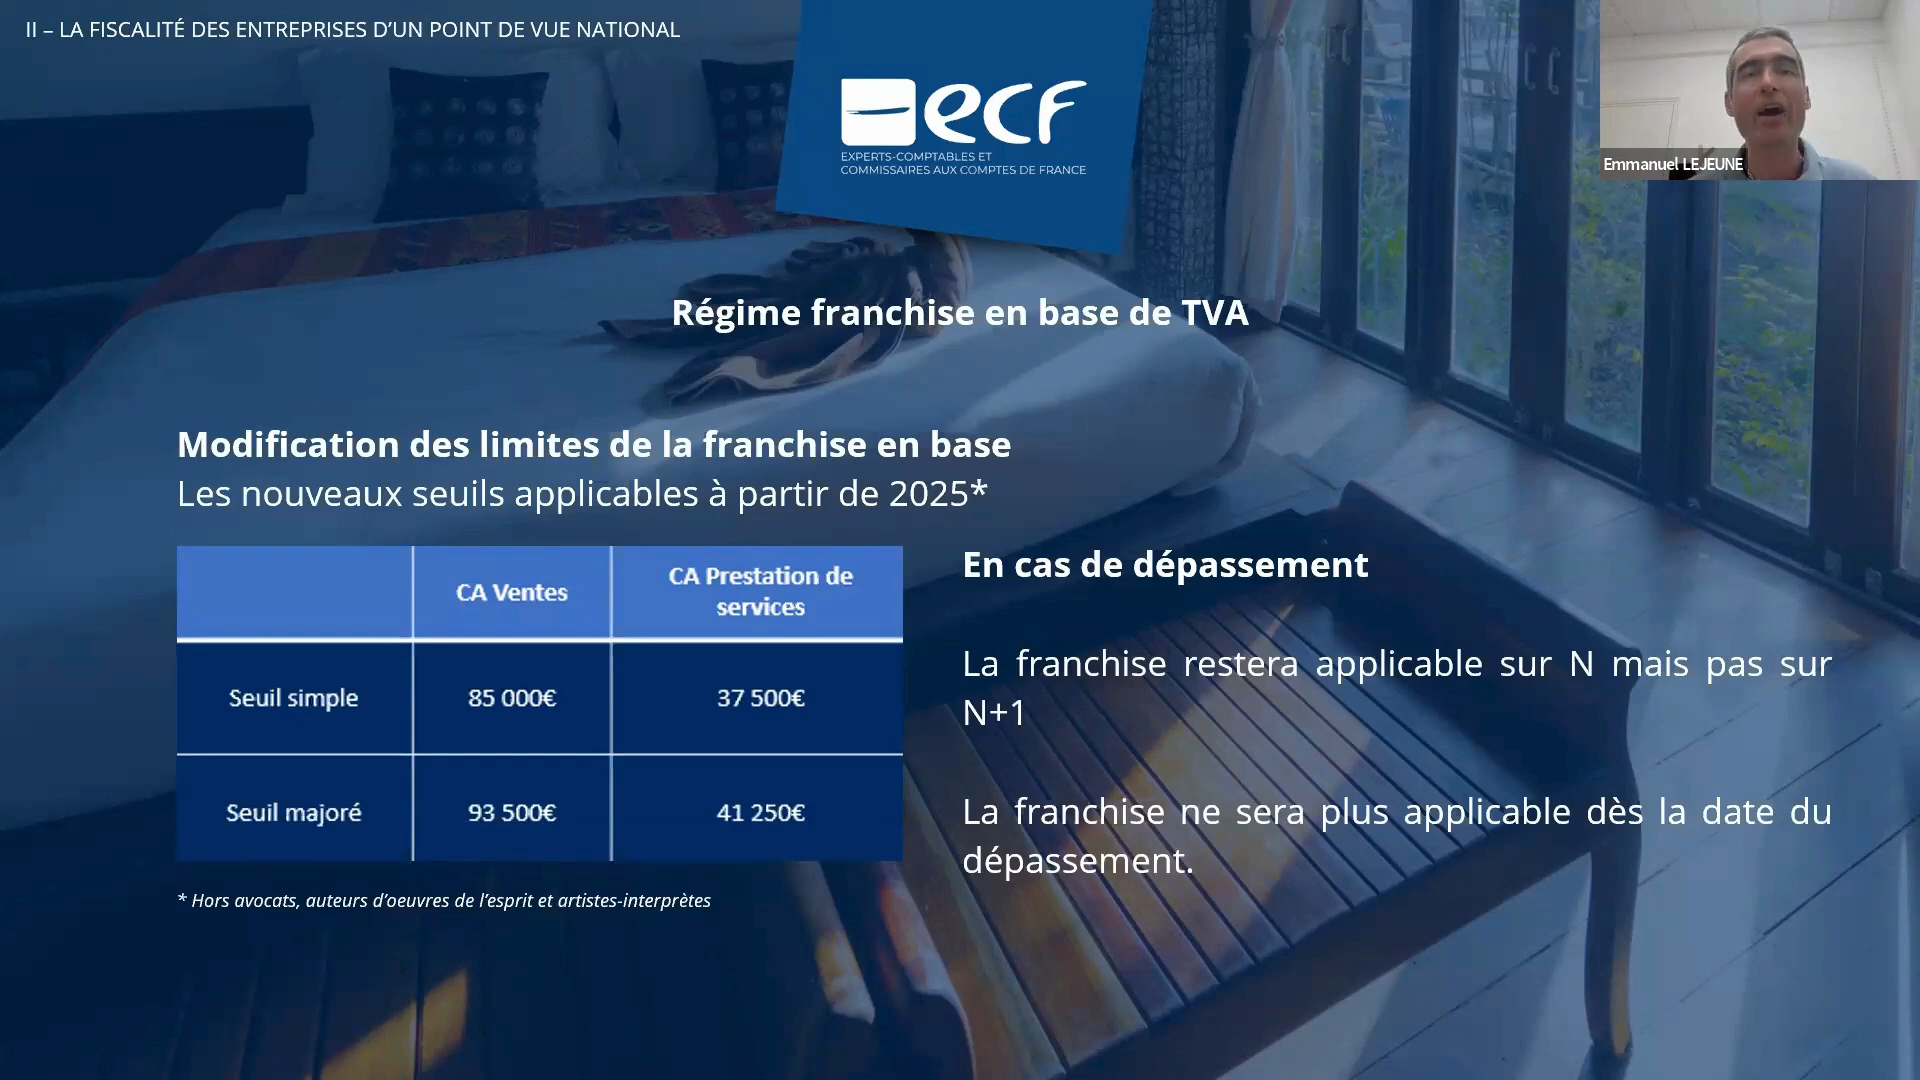 II – LA FISCALITÉ DES ENTREPRISES D’UN POINT DE VUE NATIONAL
ecf
EXPERTS-COMPTABLES ET
COMMISSAIRES AUX COMPTES DE FRANCE
Emmanuel LEJEUNE
Régime franchise en base de TVA
Modification des limites de la franchise en base
Les nouveaux seuils applicables à partir de 2025*
CA Ventes
CA Prestation de
services
Seuil simple
85 000€
37 500€
Seuil majoré
93 500€
41 250€
* Hors avocats, auteurs d’oeuvres de l’esprit et artistes-interprètes
En cas de dépassement
La franchise restera applicable sur N mais pas sur
N+1
La franchise ne sera plus applicable dès la date du
dépassement.